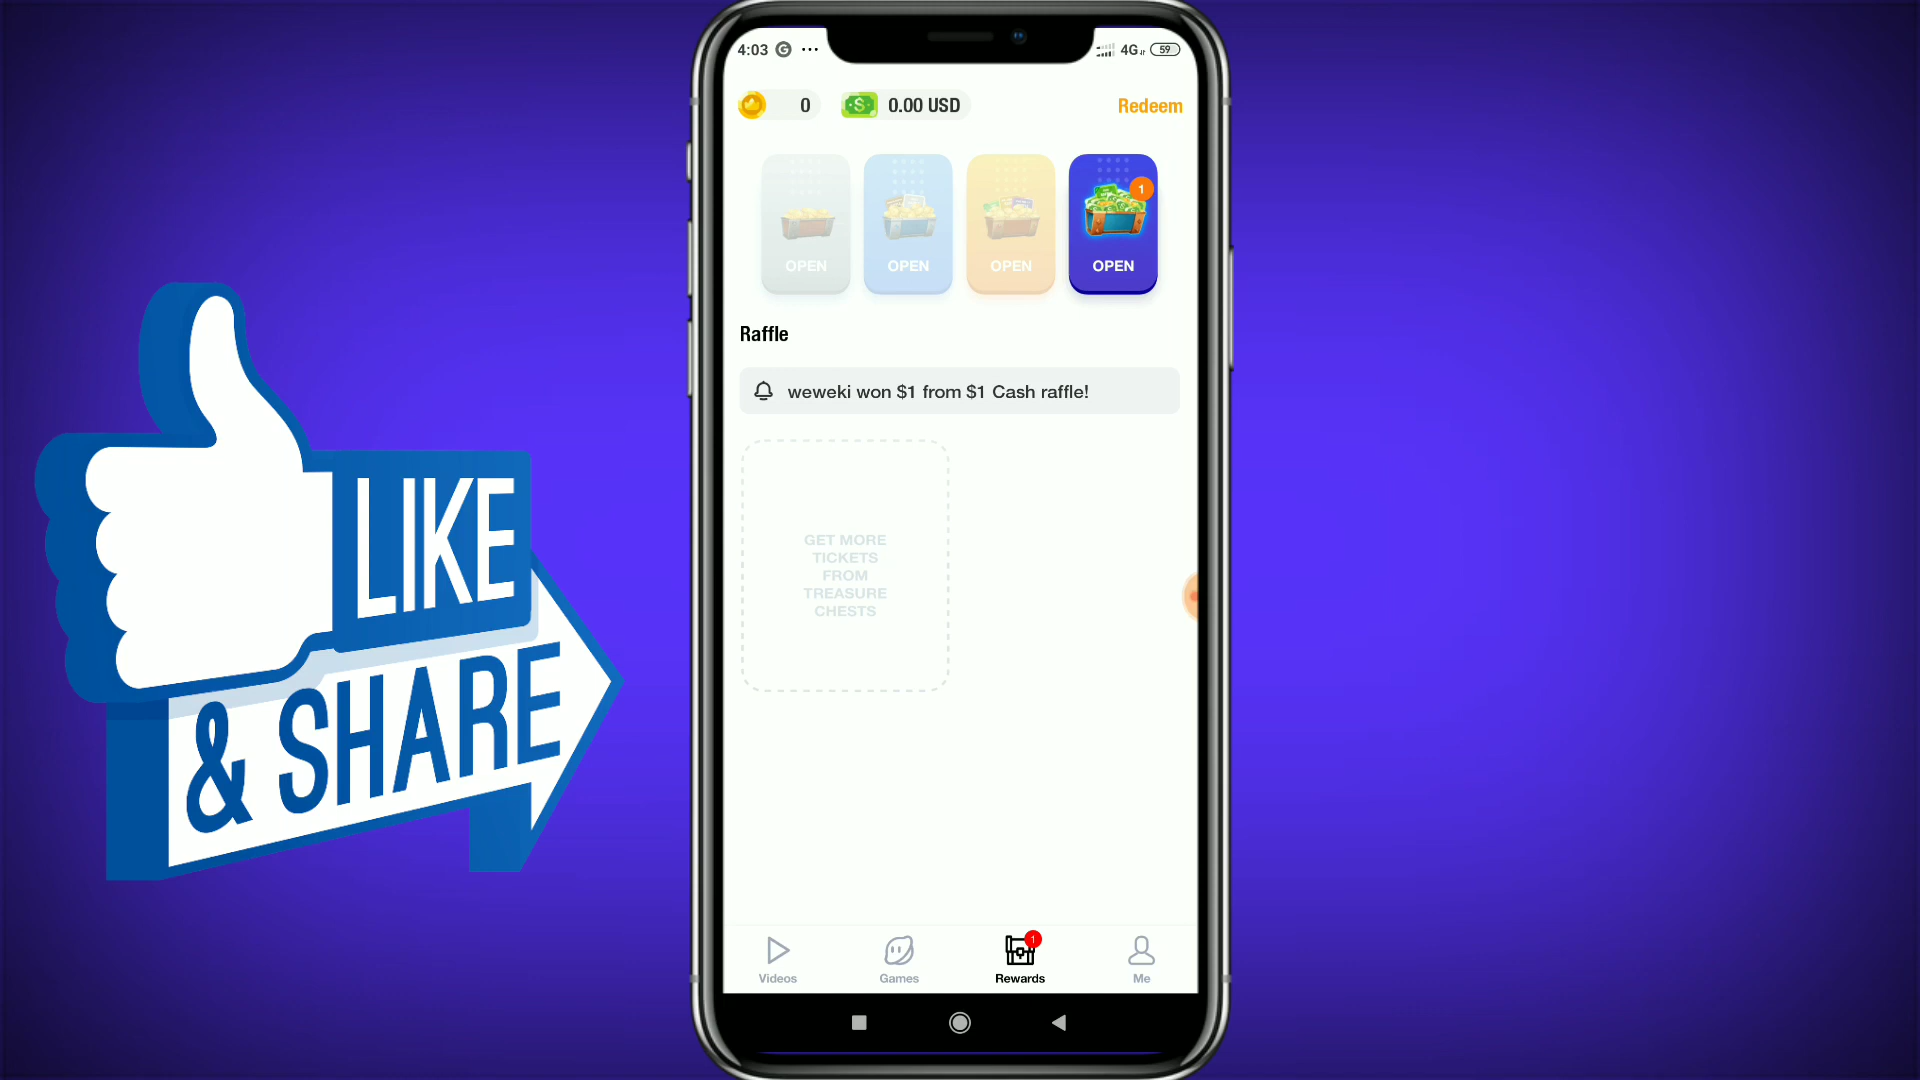 4:03 G ...
4G 59
0
$ 0.00 USD
Redeem
1
OPEN
OPEN
OPEN
OPEN
Raffle
weweki won $1 from $1 Cash raffle!
GET MORE
TICKETS
FROM
TREASURE
CHESTS
1
Videos
Games
Rewards
Me
LIKE
& SHARE